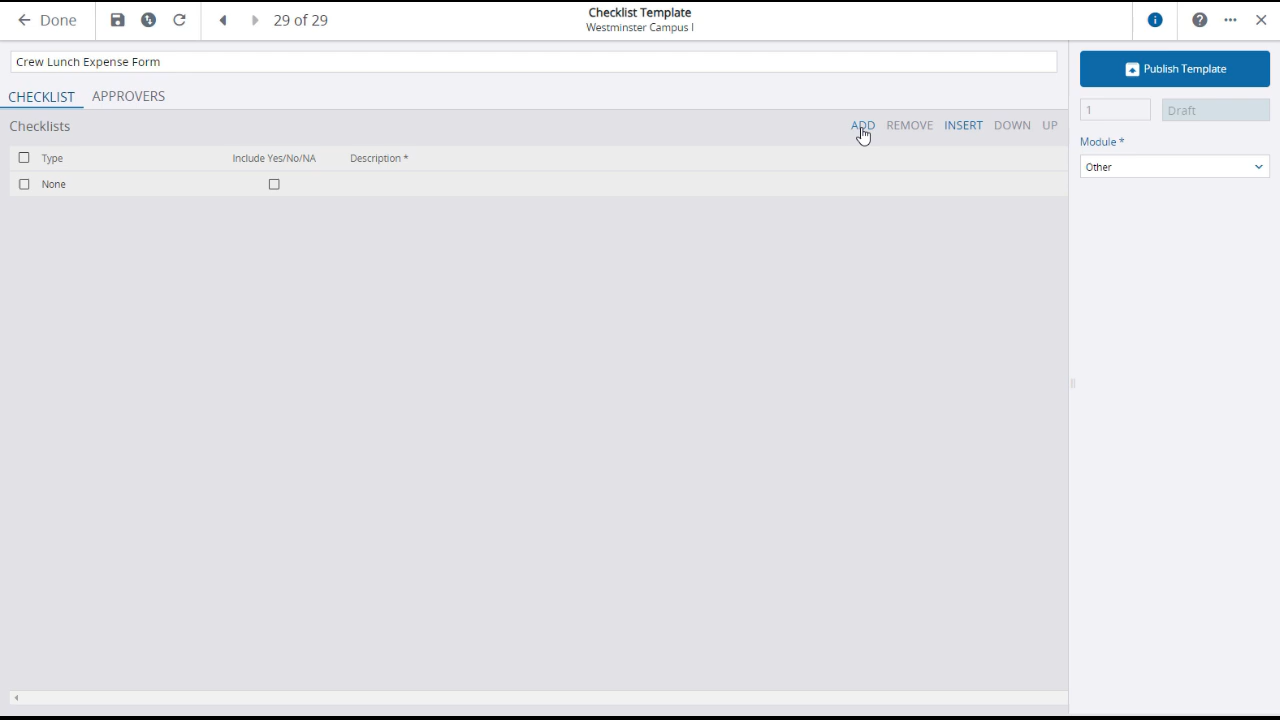 Done
29 of 29
Checklist Template
Westminster Campus I
Crew Lunch Expense Form
Publish Template
CHECKLIST APPROVERS
1 Draft
Checklists ADD REMOVE INSERT DOWN UP
Module *
Other
Type Include Yes/No/NA Description *
None